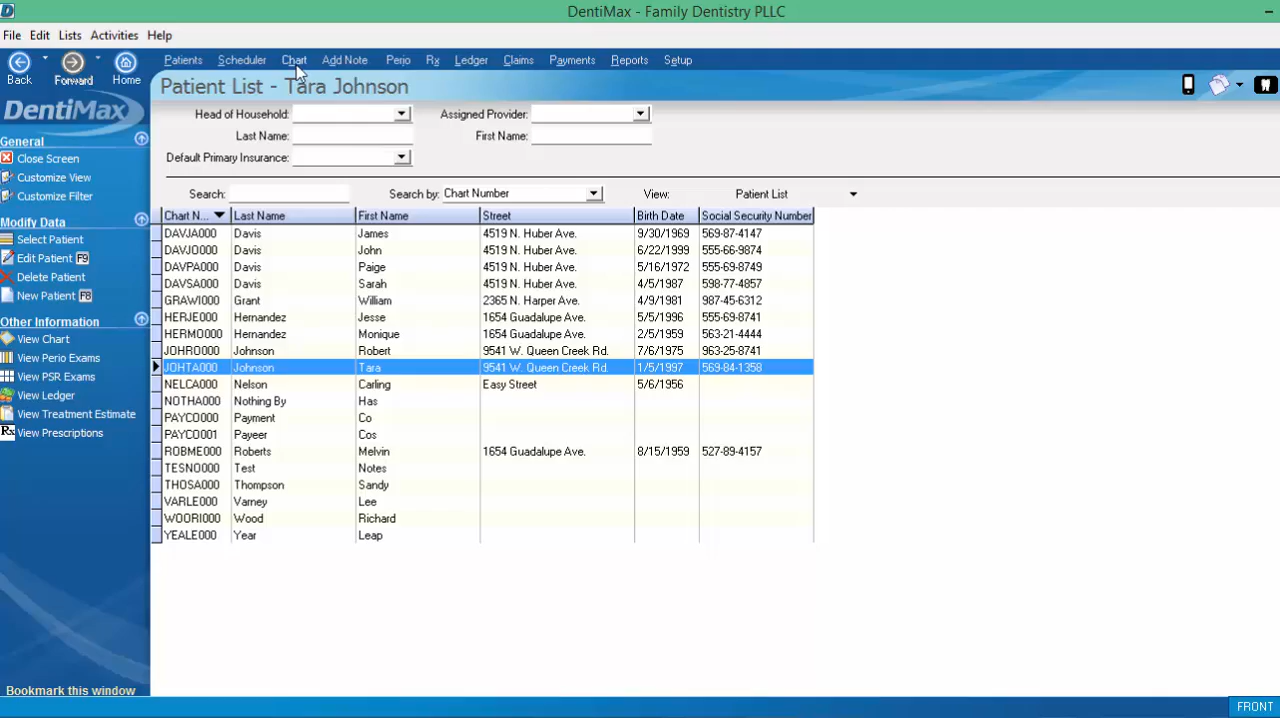 DentiMax - Family Dentistry PLLC
File Edit Lists Activities Help
Back Forward Home
Patients Scheduler Chart Add Note Perio Rx Ledger Claims Payments Reports Setup
Patient List - Tara Johnson
DentiMax
General
Close Screen
Customize View
Customize Filter
Modify Data
Select Patient
Edit Patient F9
Delete Patient
New Patient F8
Other Information
View Chart
View Perio Exams
View PSR Exams
View Ledger
View Treatment Estimate
Rx View Prescriptions
Bookmark this window
Head of Household: Assigned Provider:
Last Name: First Name:
Default Primary Insurance:
Search: Search by: Chart Number View: Patient List
Chart N... Last Name First Name Street Birth Date Social Security Number
DAVJA000 Davis James 4519 N. Huber Ave. 9/30/1969 569-87-4147
DAVJO000 Davis John 4519 N. Huber Ave. 6/22/1999 555-66-9874
DAVPA000 Davis Paige 4519 N. Huber Ave. 5/16/1972 555-69-8749
DAVSA000 Davis Sarah 4519 N. Huber Ave. 4/5/1987 598-77-4857
GRAWI000 Grant William 2365 N. Harper Ave. 4/9/1981 987-45-6312
HERJE000 Hernandez Jesse 1654 Guadalupe Ave. 5/5/1996 555-69-8741
HERMO000 Hernandez Monique 1654 Guadalupe Ave. 2/5/1959 563-21-4444
JOHRO000 Johnson Robert 9541 W. Queen Creek Rd. 7/6/1975 963-25-8741
JOHTA000 Johnson Tara 9541 W. Queen Creek Rd. 1/5/1997 569-84-1358
NELCA000 Nelson Carling Easy Street 5/6/1956
NOTHA000 Nothing By Has
PAYCO000 Payment Co
PAYCO001 Payeer Cos
ROBME000 Roberts Melvin 1654 Guadalupe Ave. 8/15/1959 527-89-4157
TESNO000 Test Notes
THOSA000 Thompson Sandy
VARLE000 Varney Lee
WOORI000 Wood Richard
YEALE000 Year Leap
FRONT